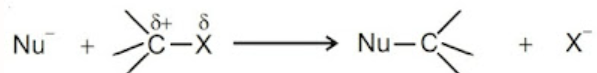 Nu⁻ + C δ+ – X δ ⟶ Nu – C + X⁻